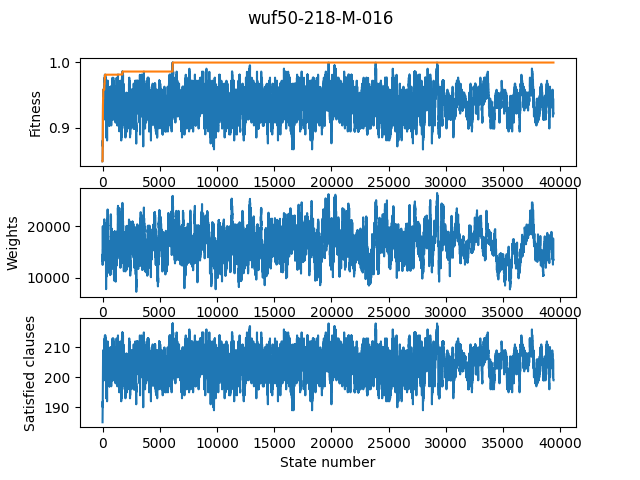 wuf50-218-M-016
1.0
0.9
Fitness
0 5000 10000 15000 20000 25000 30000 35000 40000
20000
10000
Weights
0 5000 10000 15000 20000 25000 30000 35000 40000
210
200
190
Satisfied clauses
0 5000 10000 15000 20000 25000 30000 35000 40000
State number